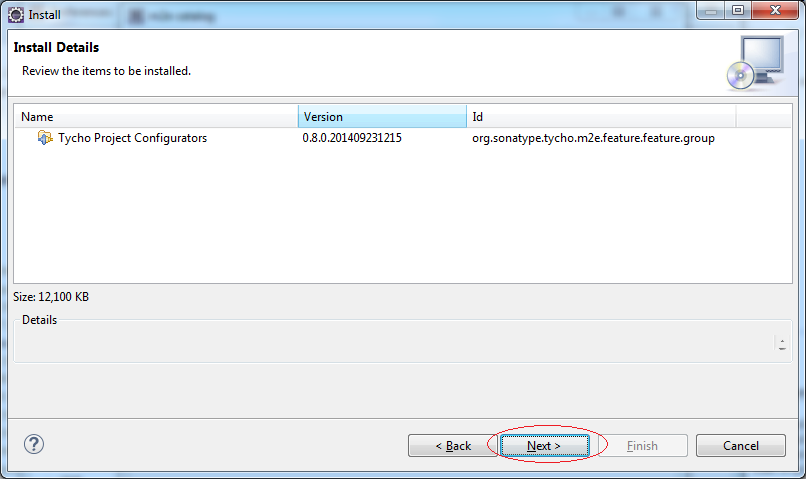 Install
Install Details
Review the items to be installed.
Name Version Id
Tycho Project Configurators 0.8.0.201409231215 org.sonatype.tycho.m2e.feature.feature.group
Size: 12,100 KB
Details
< Back Next > Finish Cancel